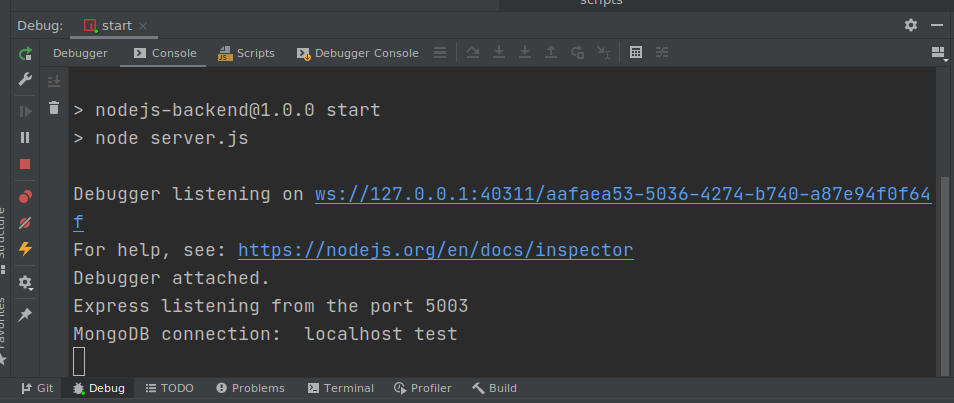 scripts
Debug: start
Debugger Console Scripts Debugger Console
> nodejs-backend@1.0.0 start
> node server.js
Debugger listening on ws://127.0.0.1:40311/aafaea53-5036-4274-b740-a87e94f0f64
f
For help, see: https://nodejs.org/en/docs/inspector
Debugger attached.
Express listening from the port 5003
MongoDB connection:  localhost test
Structure
Favorites
Git Debug TODO Problems Terminal Profiler Build